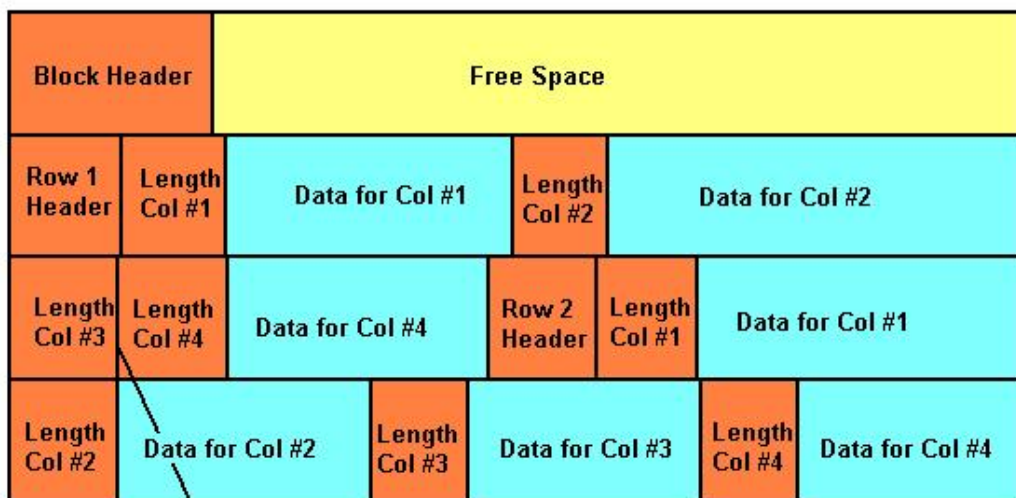 Block Header
Free Space
Row 1
Header
Length
Col #1
Data for Col #1
Length
Col #2
Data for Col #2
Length
Col #3
Length
Col #4
Data for Col #4
Row 2
Header
Length
Col #1
Data for Col #1
Length
Col #2
Data for Col #2
Length
Col #3
Data for Col #3
Length
Col #4
Data for Col #4